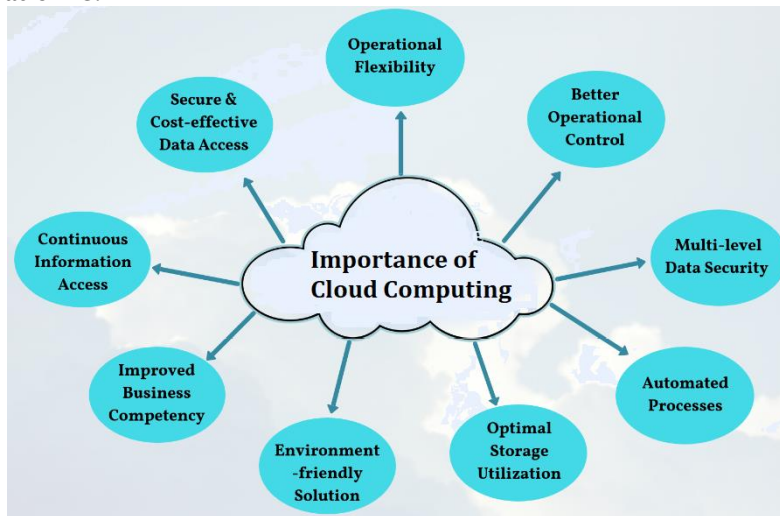 Operational
Flexibility
Better
Operational
Control
Secure &
Cost-effective
Data Access
Importance of
Cloud Computing
Multi-level
Data Security
Continuous
Information
Access
Automated
Processes
Improved
Business
Competency
Optimal
Storage
Utilization
Environment
-friendly
Solution